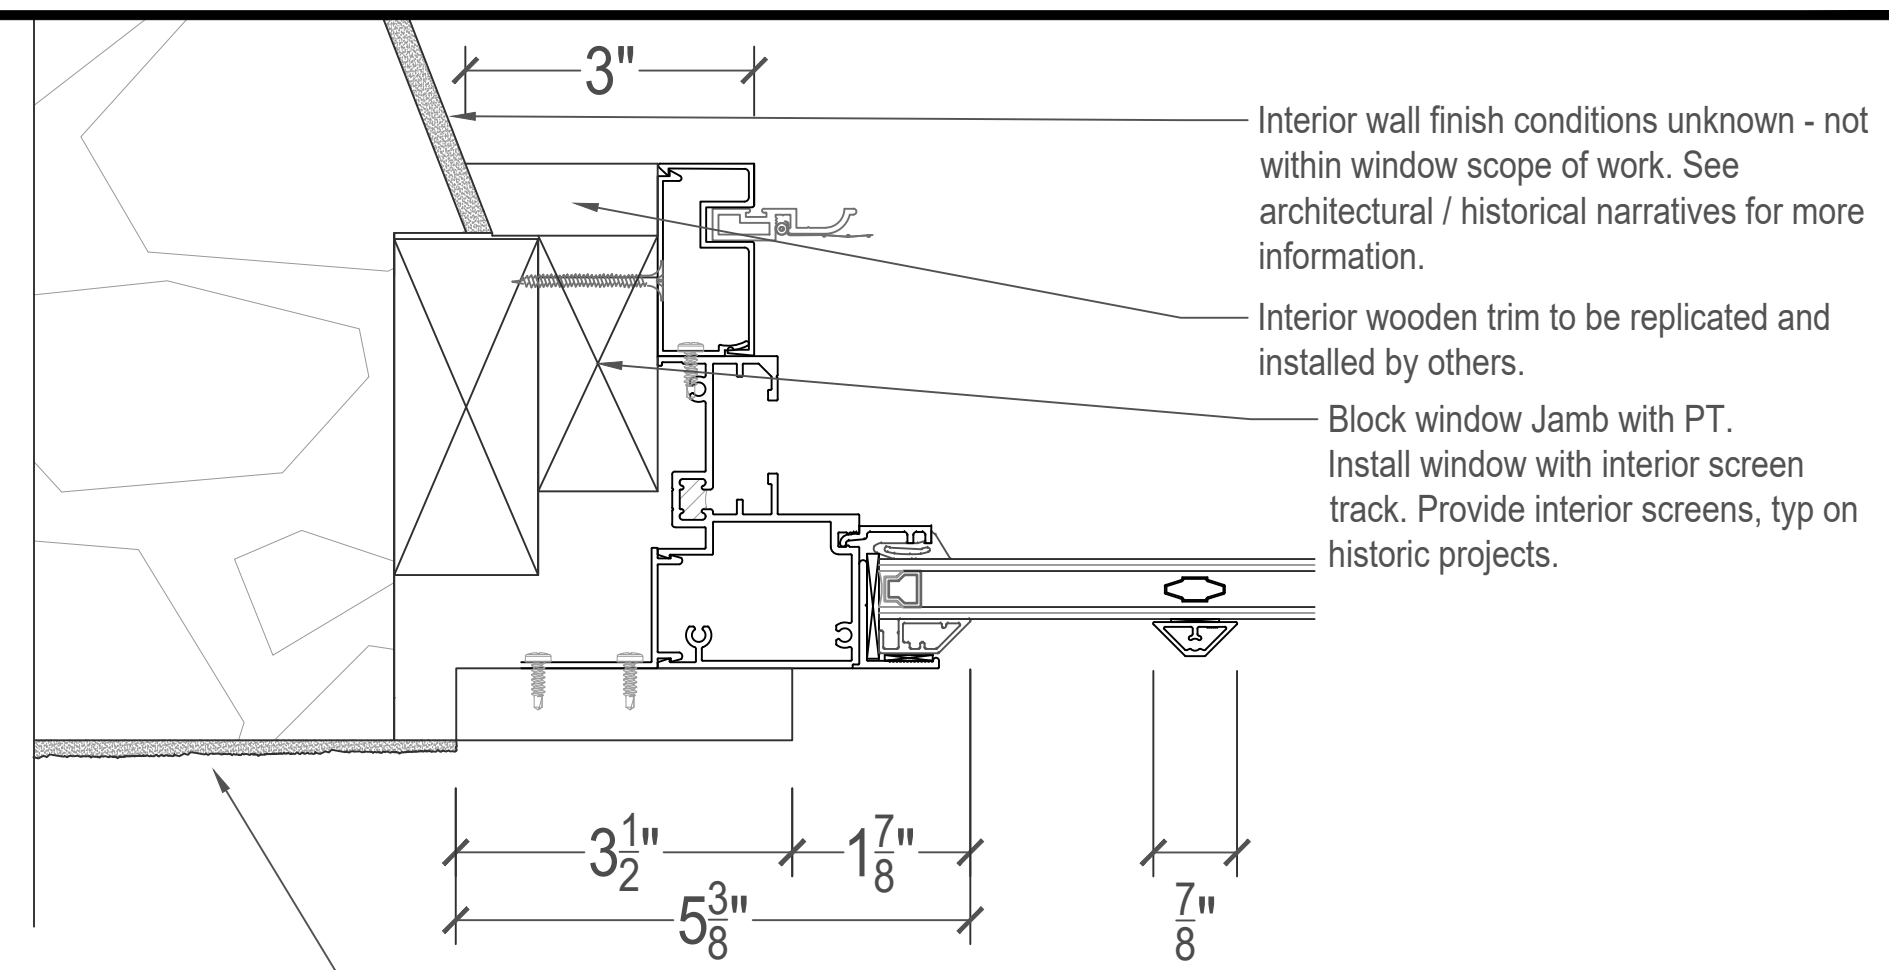 3"
Interior wall finish conditions unknown - not
within window scope of work. See
architectural / historical narratives for more
information.
Interior wooden trim to be replicated and
installed by others.
Block window Jamb with PT.
Install window with interior screen
track. Provide interior screens, typ on
historic projects.
3 1/2"
1 7/8"
5 3/8"
7/8"